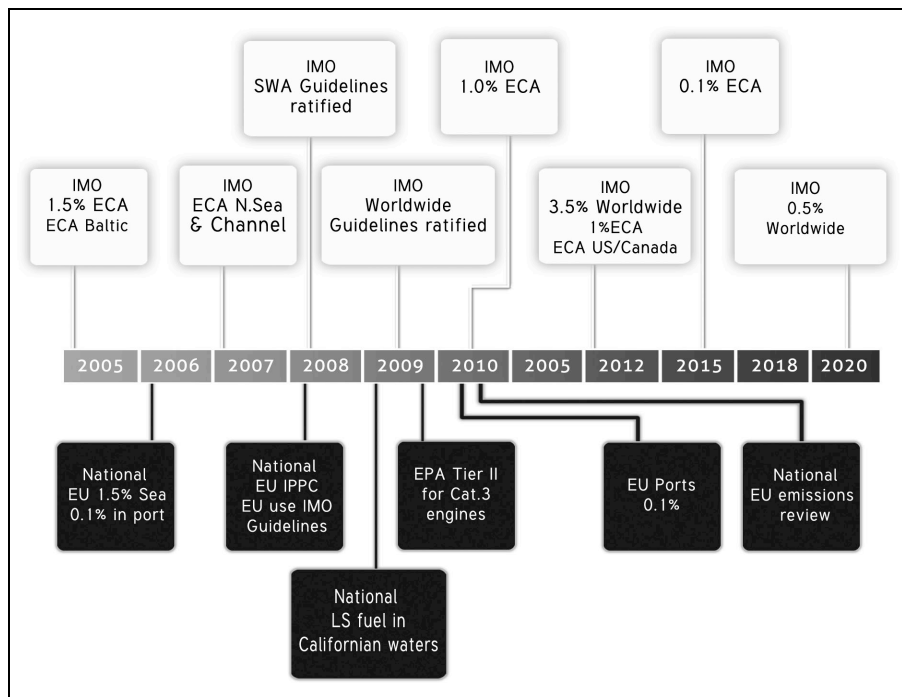 IMO
SWA Guidelines
ratified
IMO
1.0% ECA
IMO
0.1% ECA
IMO
1.5% ECA
ECA Baltic
IMO
ECA N.Sea
& Channel
IMO
Worldwide
Guidelines ratified
IMO
3.5% Worldwide
1%ECA
ECA US/Canada
IMO
0.5%
Worldwide
2005 2006 2007 2008 2009 2010 2005 2012 2015 2018 2020
National
EU 1.5% Sea
0.1% in port
National
EU IPPC
EU use IMO
Guidelines
EPA Tier II
for Cat.3
engines
EU Ports
0.1%
National
EU emissions
review
National
LS fuel in
Californian waters